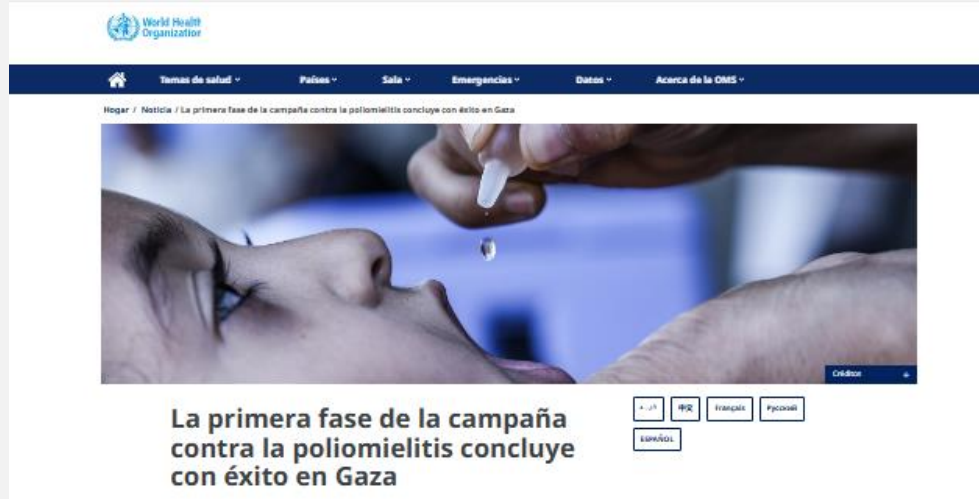 World Health
Organization
Temas de salud Países Sala Emergencias Datos Acerca de la OMS
Hogar / Noticia / La primera fase de la campaña contra la poliomielitis concluye con éxito en Gaza
Créditos +
La primera fase de la campaña
contra la poliomielitis concluye
con éxito en Gaza
中文 Français Русский
ESPAÑOL